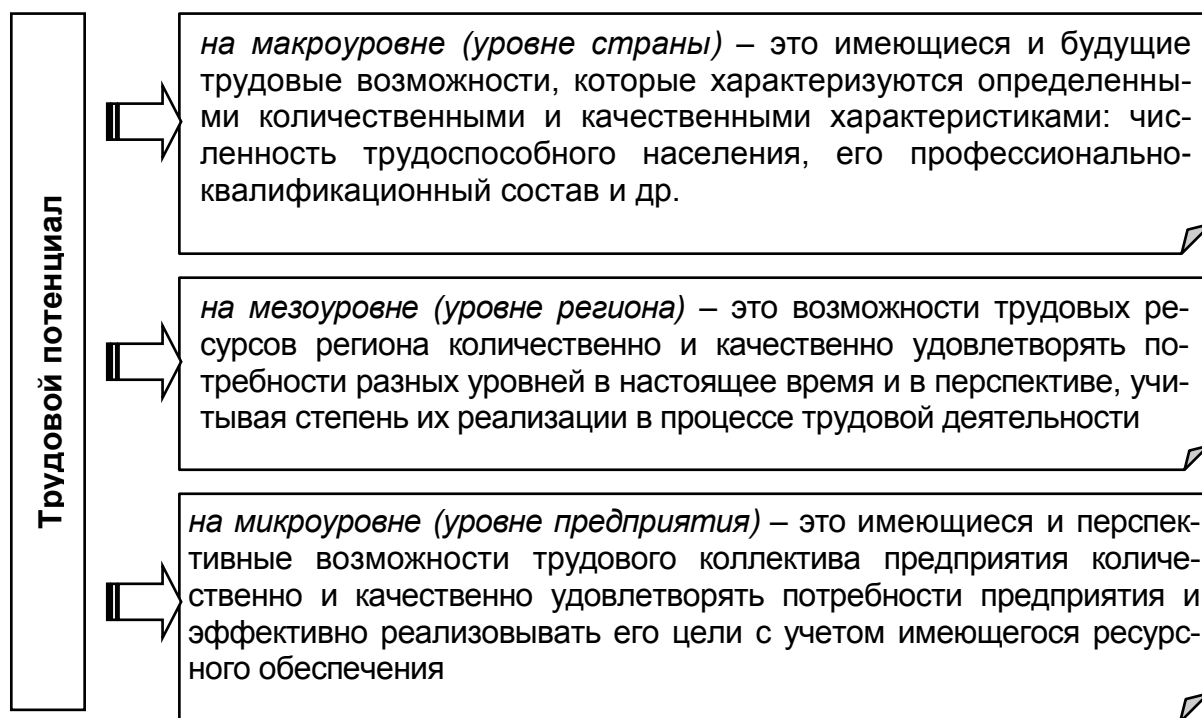 Трудовой потенциал
на макроуровне (уровне страны) – это имеющиеся и будущие
трудовые возможности, которые характеризуются определенны-
ми количественными и качественными характеристиками: чис-
ленность трудоспособного населения, его профессионально-
квалификационный состав и др.
на мезоуровне (уровне региона) – это возможности трудовых ре-
сурсов региона количественно и качественно удовлетворять по-
требности разных уровней в настоящее время и в перспективе, учи-
тывая степень их реализации в процессе трудовой деятельности
на микроуровне (уровне предприятия) – это имеющиеся и перспек-
тивные возможности трудового коллектива предприятия количе-
ственно и качественно удовлетворять потребности предприятия и
эффективно реализовывать его цели с учетом имеющегося ресурс-
ного обеспечения